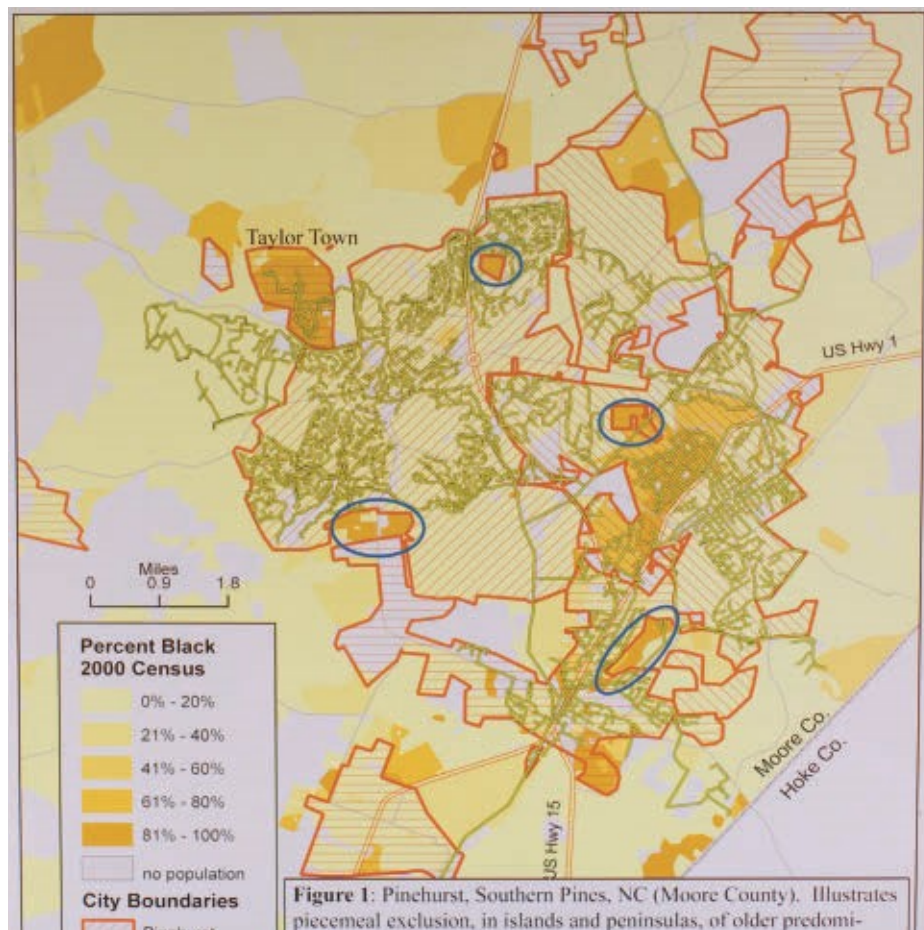 Taylor Town
US Hwy 1
Miles
0 0.9 1.8
Percent Black
2000 Census
0% - 20%
21% - 40%
41% - 60%
61% - 80%
81% - 100%
no population
City Boundaries
Pinehurst
Moore Co.
Hoke Co.
US Hwy 15
Figure 1: Pinehurst, Southern Pines, NC (Moore County). Illustrates
piecemeal exclusion, in islands and peninsulas, of older predomi-